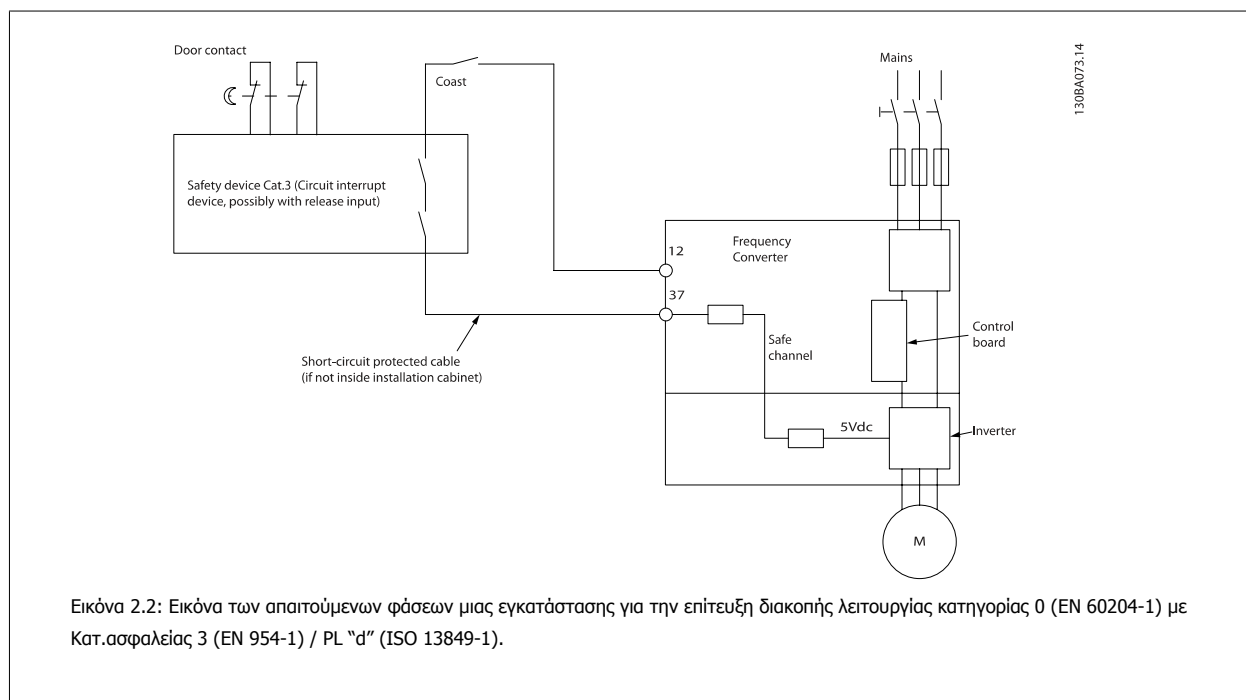 Door contact
Coast
Mains
130BA073.14
Safety device Cat.3 (Circuit interrupt
device, possibly with release input)
12
Frequency
Converter
37
Safe
channel
Control
board
Short-circuit protected cable
(if not inside installation cabinet)
5Vdc
Inverter
M
Εικόνα 2.2: Εικόνα των απαιτούμενων φάσεων μιας εγκατάστασης για την επίτευξη διακοπής λειτουργίας κατηγορίας 0 (EN 60204-1) με
Κατ.ασφαλείας 3 (EN 954-1) / PL “d” (ISO 13849-1).